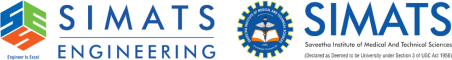 SIMATS
ENGINEERING
Engineer to Excel
SIMATS
Saveetha Institute of Medical And Technical Sciences
(Declared as Deemed to be University under Section 3 of UGC Act 1956)